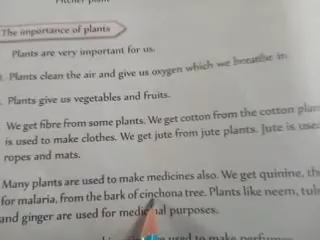 The importance of plants
Plants are very important for us.
Plants clean the air and give us oxygen which we breathe in.
Plants give us vegetables and fruits.
We get fibre from some plants. We get cotton from the cotton
is used to make clothes. We get jute from jute plants. Jute is
ropes and mats.
Many plants are used to make medicines also. We get quinine,
for malaria, from the bark of cinchona tree. Plants like neem,
and ginger are used for medicinal purposes.
used to make